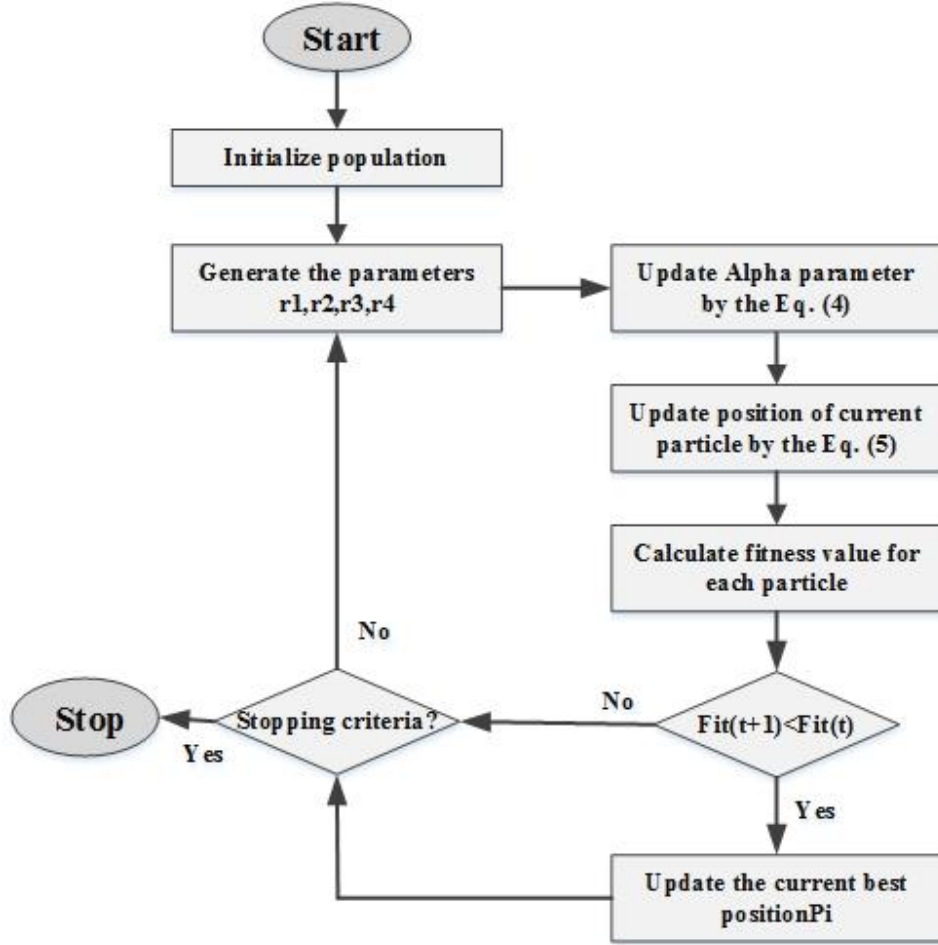 Start
Initialize population
Generate the parameters
r1,r2,r3,r4
Update Alpha parameter
by the Eq. (4)
Update position of current
particle by the Eq. (5)
Calculate fitness value for
each particle
Fit(t+1)<Fit(t)
No
Yes
Update the current best
positionPi
Stopping criteria?
No
Yes
Stop